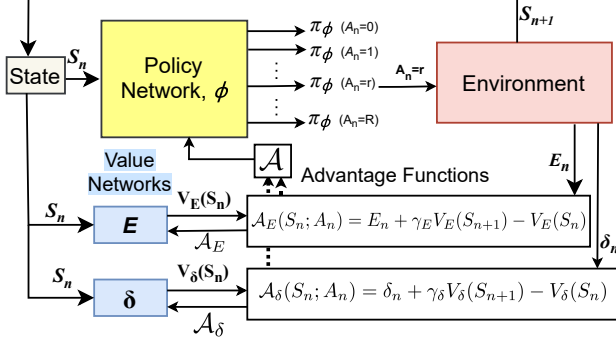 S_{n+1}
State
S_n
Policy
Network, ϕ
π_ϕ (A_n=0)
π_ϕ (A_n=1)
⋮ ⋮
π_ϕ (A_n=r)
⋮ ⋮
π_ϕ (A_n=R)
A_n=r
Environment
E_n
δ_n
𝒜
Advantage Functions
Value
Networks
S_n
E
V_E(S_n)
𝒜_E
𝒜_E(S_n; A_n) = E_n + γ_E V_E(S_{n+1}) − V_E(S_n)
S_n
δ
V_δ(S_n)
𝒜_δ
𝒜_δ(S_n; A_n) = δ_n + γ_δ V_δ(S_{n+1}) − V_δ(S_n)